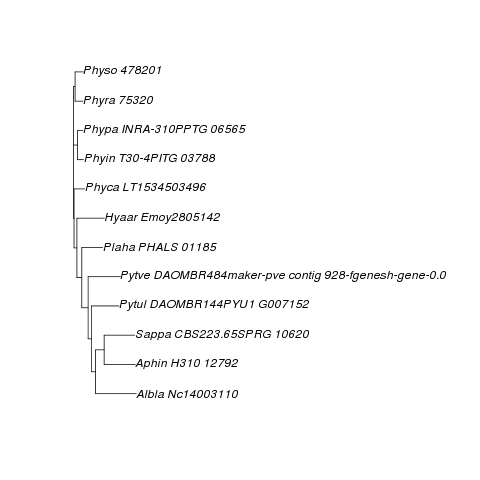 Physo 478201
Phyra 75320
Phypa INRA-310PPTG 06565
Phyin T30-4PITG 03788
Phyca LT1534503496
Hyaar Emoy2805142
Plaha PHALS 01185
Pytve DAOMBR484maker-pve contig 928-fgenesh-gene-0.0
Pytul DAOMBR144PYU1 G007152
Sappa CBS223.65SPRG 10620
Aphin H310 12792
Albla Nc14003110